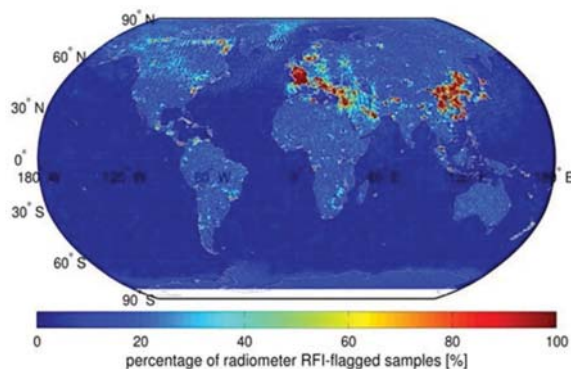 90° N
60° N
30° N
0°
180° W 120° W 60° W 0° 60° E 120° E 180° E
30° S
60° S
90° S
0 20 40 60 80 100
percentage of radiometer RFI-flagged samples [%]